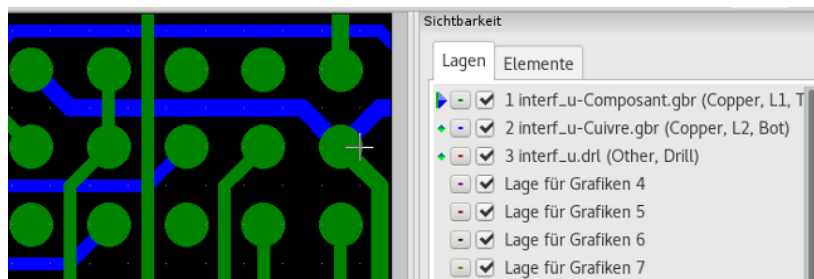 Sichtbarkeit
Lagen Elemente
1 interf_u-Composant.gbr (Copper, L1, T
2 interf_u-Cuivre.gbr (Copper, L2, Bot)
3 interf_u.drl (Other, Drill)
Lage für Grafiken 4
Lage für Grafiken 5
Lage für Grafiken 6
Lage für Grafiken 7